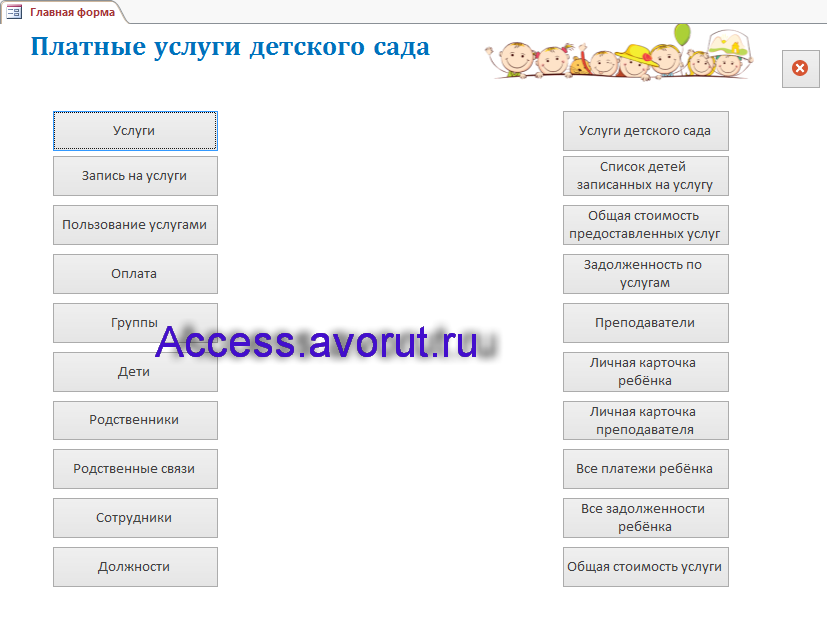 Главная форма
Платные услуги детского сада
Услуги
Запись на услуги
Пользование услугами
Оплата
Группы
Дети
Родственники
Родственные связи
Сотрудники
Должности
Услуги детского сада
Список детей
записанных на услугу
Общая стоимость
предоставленных услуг
Задолженность по
услугам
Преподаватели
Личная карточка
ребёнка
Личная карточка
преподавателя
Все платежи ребёнка
Все задолженности
ребёнка
Общая стоимость услуги
Access.avorut.ru